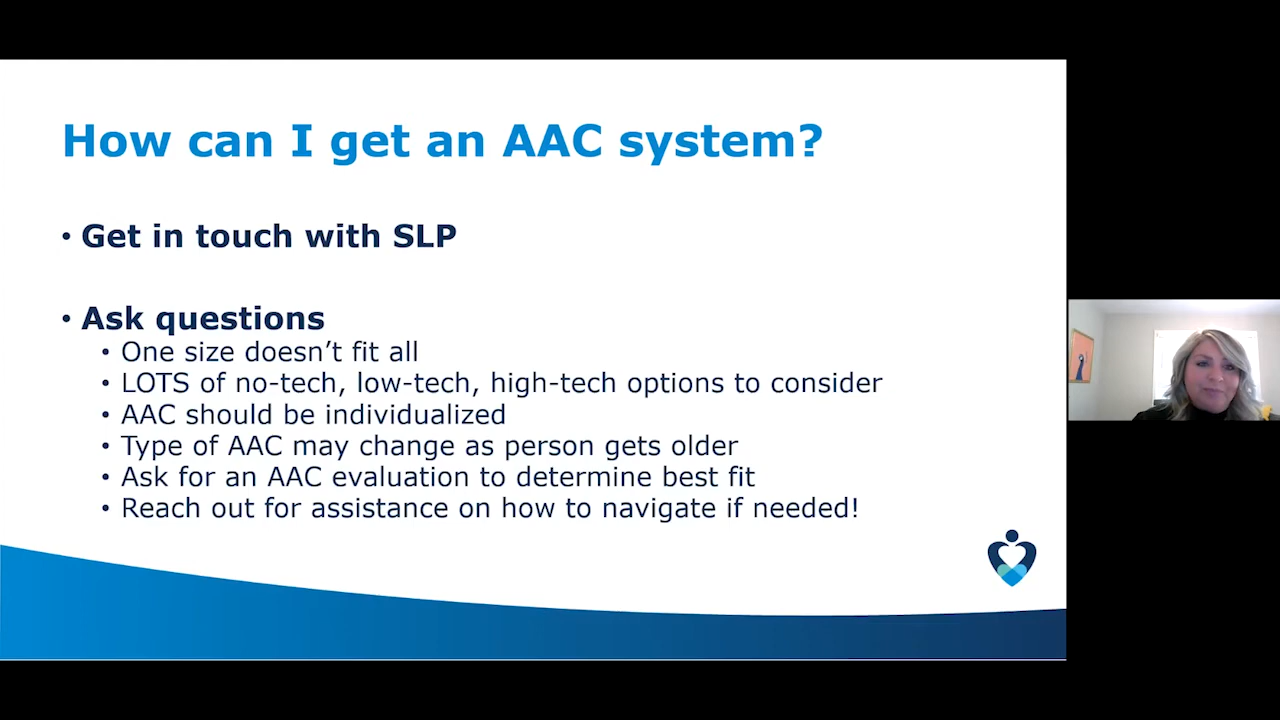 How can I get an AAC system?
• Get in touch with SLP
• Ask questions
• One size doesn’t fit all
• LOTS of no-tech, low-tech, high-tech options to consider
• AAC should be individualized
• Type of AAC may change as person gets older
• Ask for an AAC evaluation to determine best fit
• Reach out for assistance on how to navigate if needed!